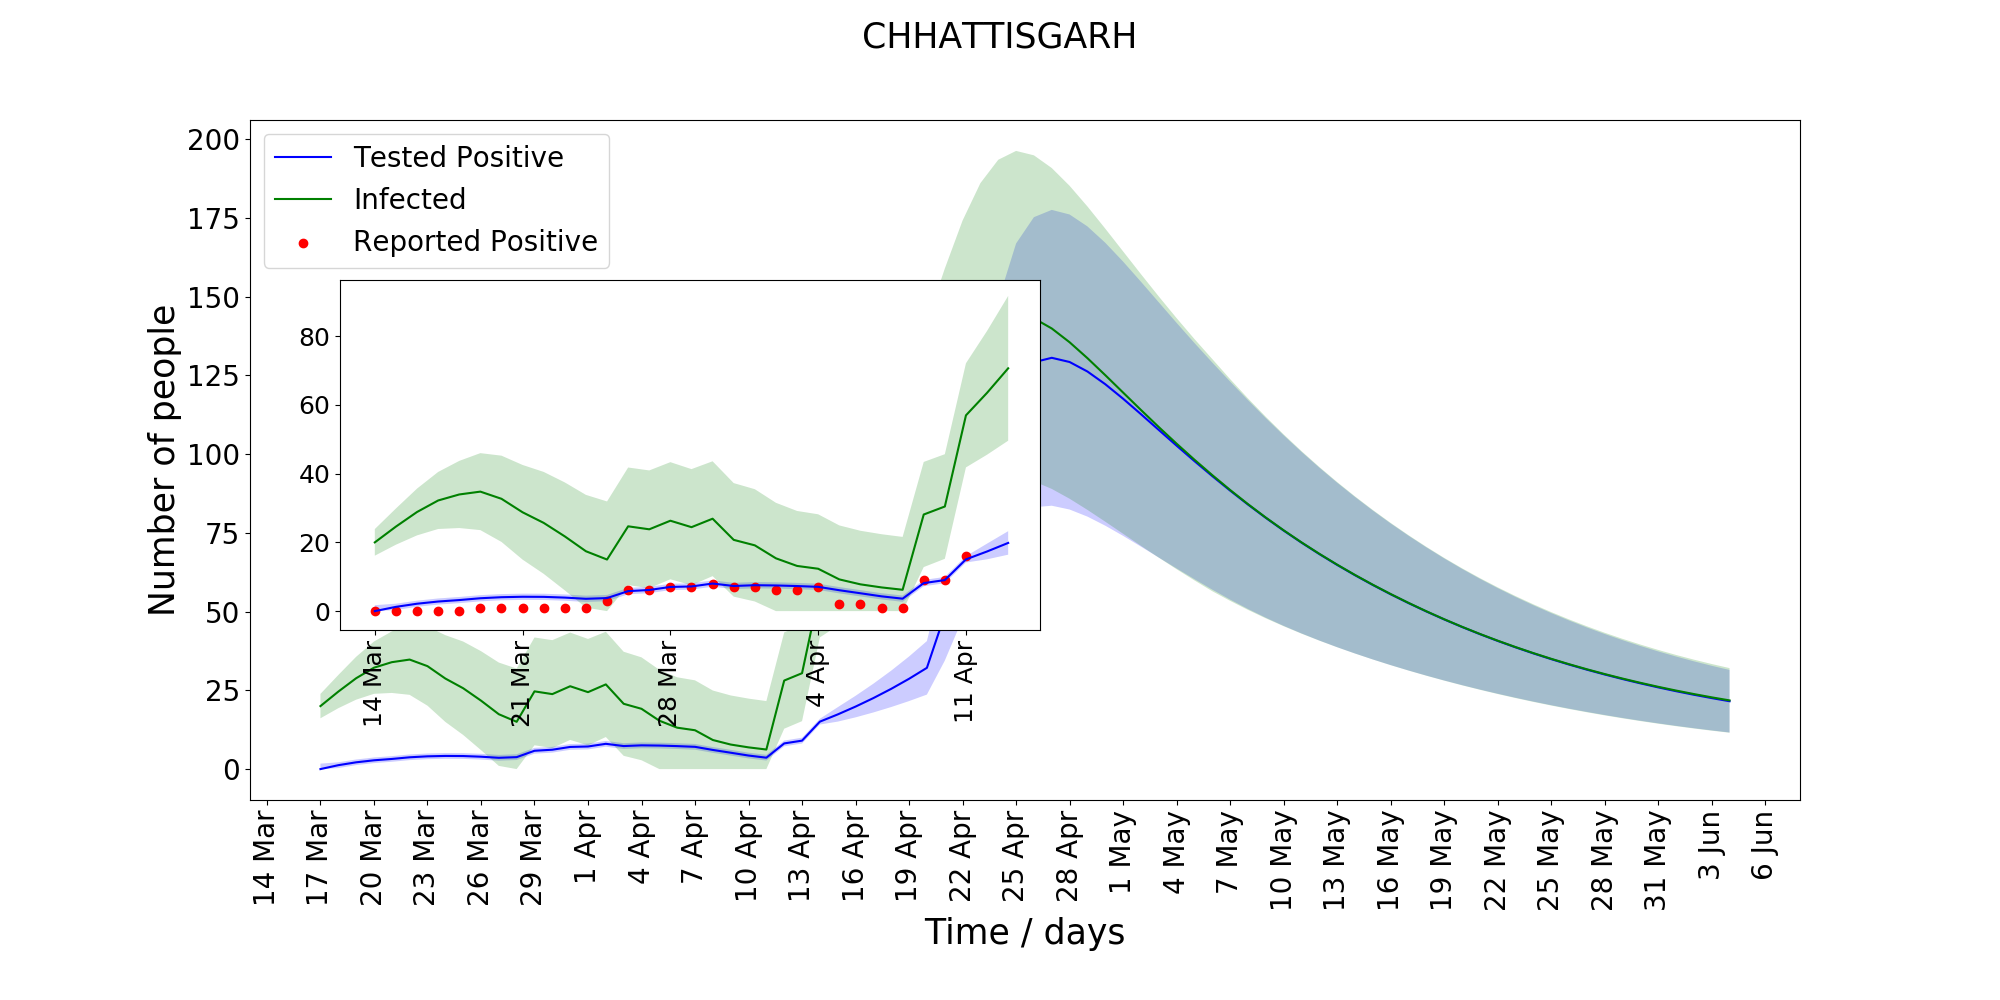 CHHATTISGARH
Tested Positive
Infected
Reported Positive
Number of people
200
175
150
125
100
75
50
25
0
80
60
40
20
0
14 Mar
21 Mar
28 Mar
4 Apr
11 Apr
14 Mar
17 Mar
20 Mar
23 Mar
26 Mar
29 Mar
1 Apr
4 Apr
7 Apr
10 Apr
13 Apr
16 Apr
19 Apr
22 Apr
25 Apr
28 Apr
1 May
4 May
7 May
10 May
13 May
16 May
19 May
22 May
25 May
28 May
31 May
3 Jun
6 Jun
Time / days